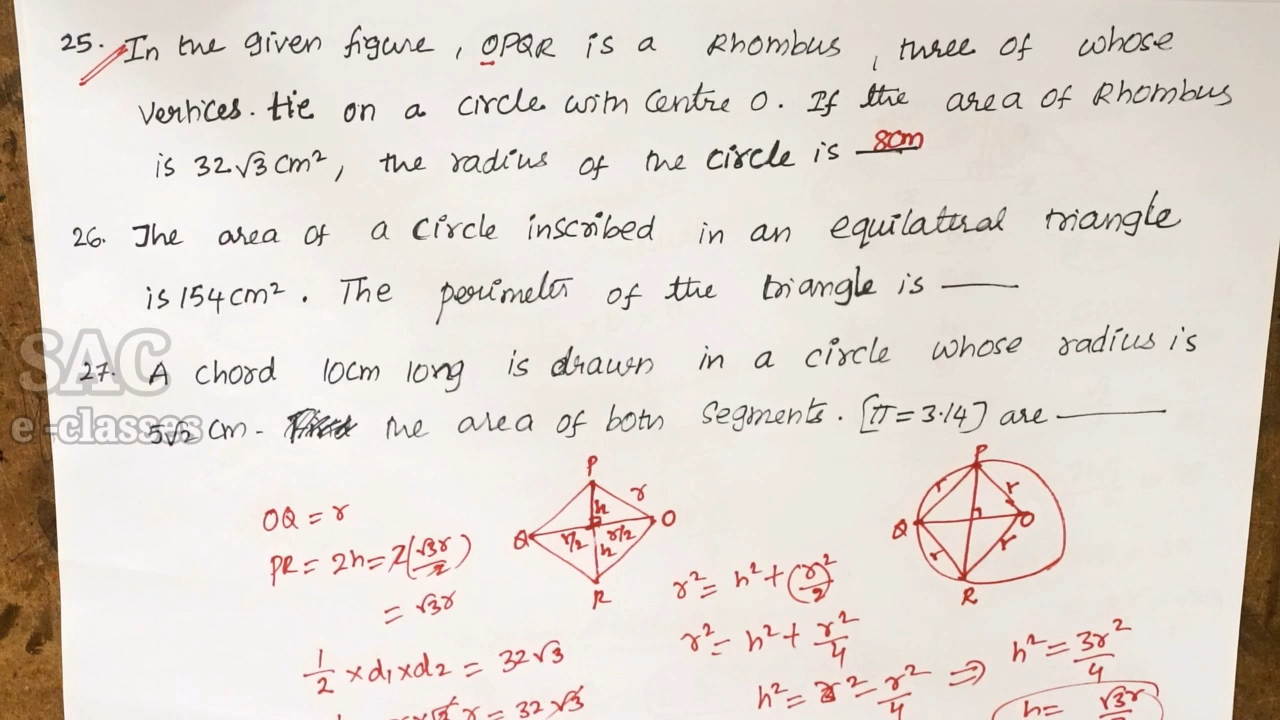 25. In the given figure, OPQR is a Rhombus, three of whose
vertices. lie on a circle with Centre O. If the area of Rhombus
is 32√3 cm², the radius of the circle is 8cm
26. The area of a circle inscribed in an equilateral triangle
is 154 cm². The perimeter of the triangle is ——
27. A chord 10cm long is drawn in a circle whose radius is
5√2 cm - the area of both segments. [π = 3.14] are ——
SAC
e-classes
P
r
h
Q
r/2
r/2
O
h
R
P
r
r
Q
O
r
r
R
OQ = r
PR = 2h = 2(√3r/2)
= √3r
1/2 × d₁ × d₂ = 32√3
r = 32√3
r² = h² + (r²/2
r² = h² + r²/4
h² = r² - r²/4 ⇒ h² = 3r²/4
h = √3r